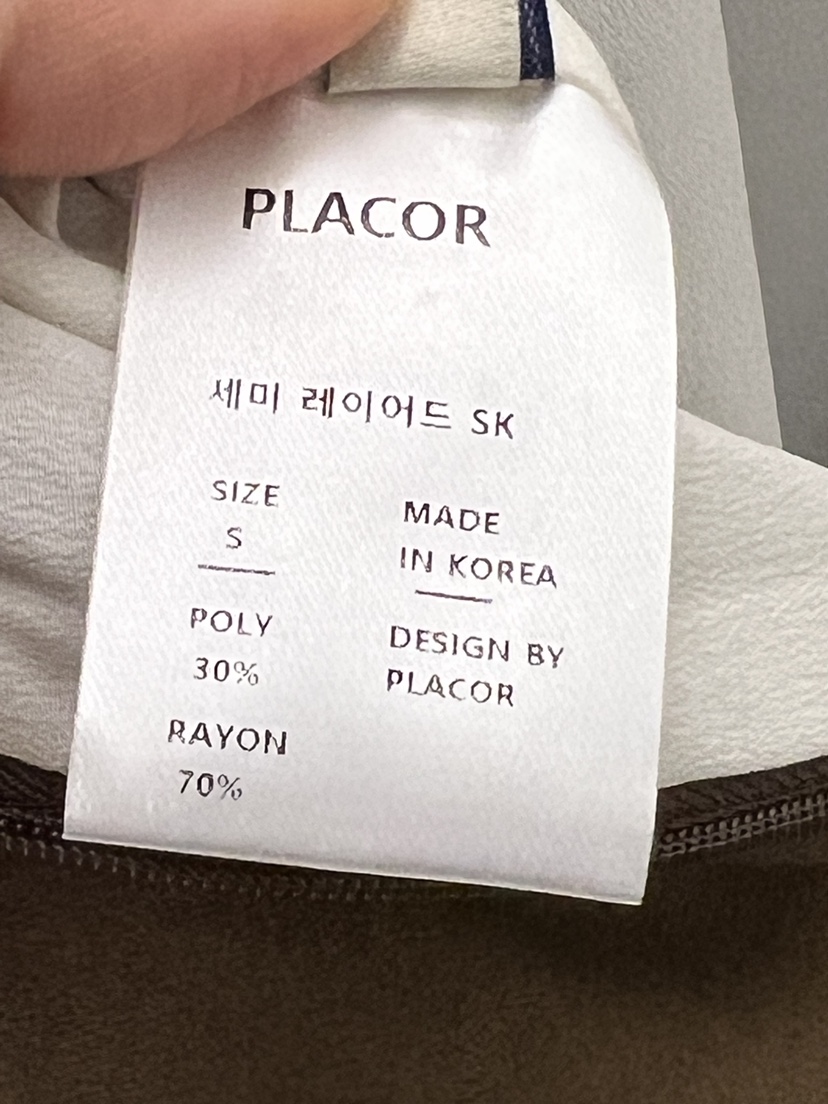 PLACOR
세미 레이어드 SK
SIZE
S
POLY
30%
RAYON
70%
MADE
IN KOREA
DESIGN BY
PLACOR